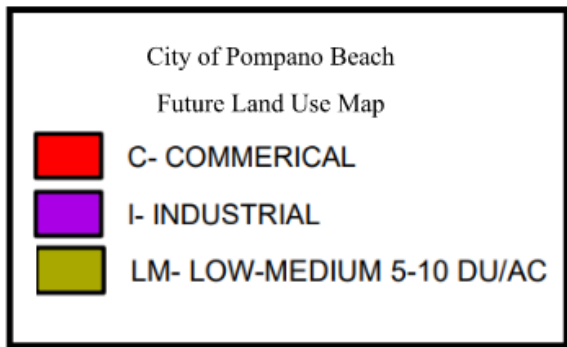 City of Pompano Beach
Future Land Use Map
C- COMMERICAL
I- INDUSTRIAL
LM- LOW-MEDIUM 5-10 DU/AC